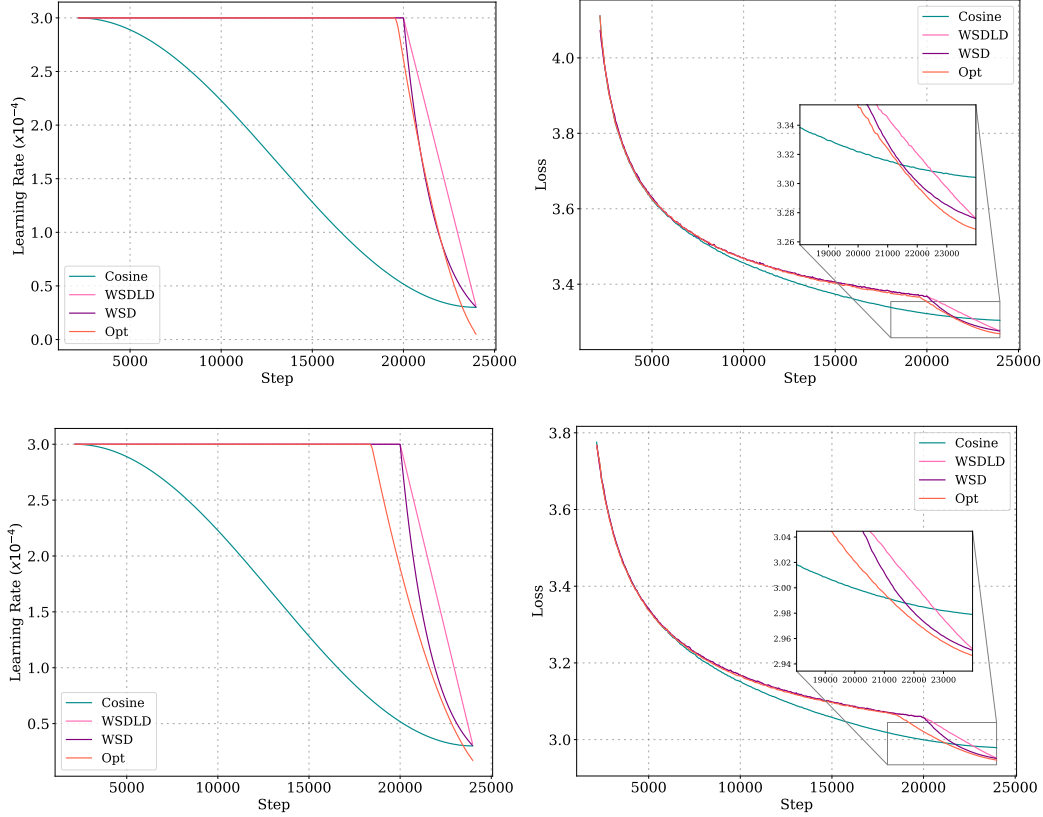 3.0
2.5
2.0
1.5
1.0
0.5
0.0
Learning Rate (x10⁻⁴)
Cosine
WSDLD
WSD
Opt
5000 10000 15000 20000 25000
Step
4.0
3.8
3.6
3.4
Loss
Cosine
WSDLD
WSD
Opt
3.34
3.32
3.30
3.28
3.26
19000 20000 21000 22000 23000
5000 10000 15000 20000 25000
Step
3.0
2.5
2.0
1.5
1.0
0.5
Learning Rate (x10⁻⁴)
Cosine
WSDLD
WSD
Opt
5000 10000 15000 20000 25000
Step
3.8
3.6
3.4
3.2
3.0
Loss
Cosine
WSDLD
WSD
Opt
3.04
3.02
3.00
2.98
2.96
2.94
19000 20000 21000 22000 23000
5000 10000 15000 20000 25000
Step